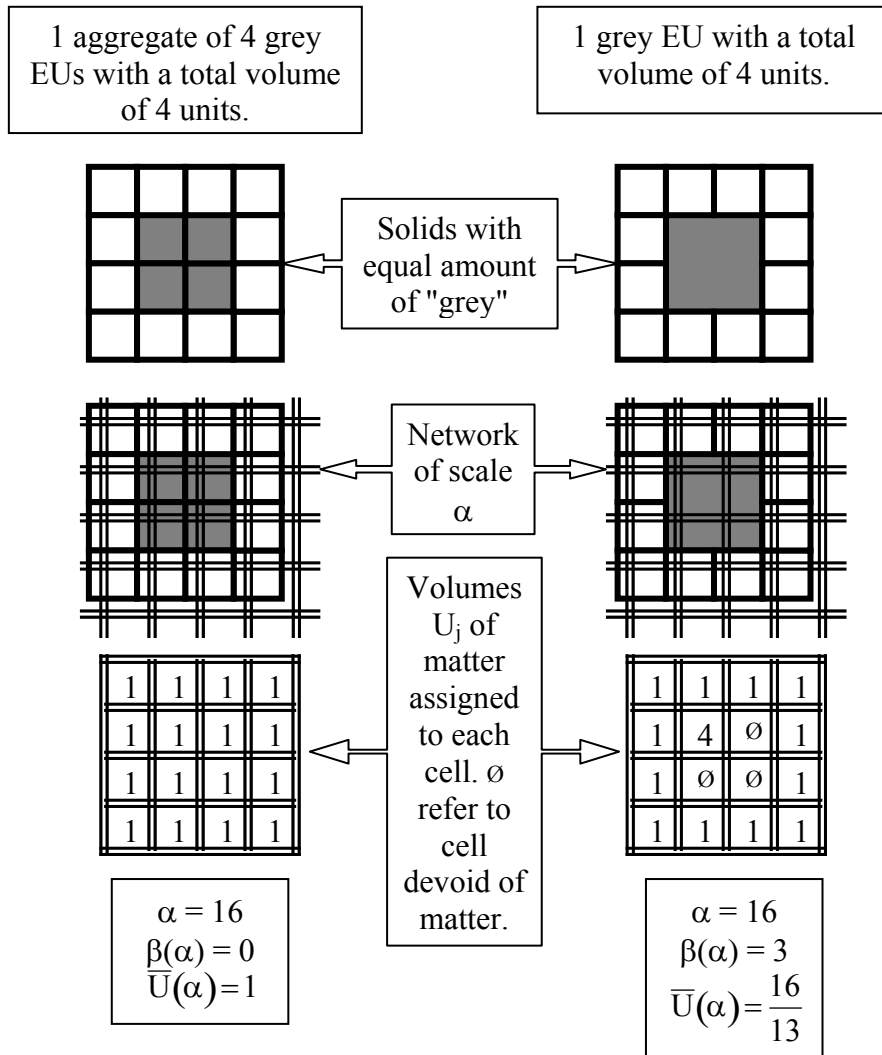 1 aggregate of 4 grey
EUs with a total volume
of 4 units.
1 grey EU with a total
volume of 4 units.
Solids with
equal amount
of "grey"
Network
of scale
α
Volumes
U_j of
matter
assigned
to each
cell. ø
refer to
cell
devoid of
matter.
1 1 1 1
1 1 1 1
1 1 1 1
1 1 1 1
1 1 1 1
1 4 ø 1
1 ø ø 1
1 1 1 1
α = 16
β(α) = 0
U̅(α) = 1
α = 16
β(α) = 3
U̅(α) = 16/13